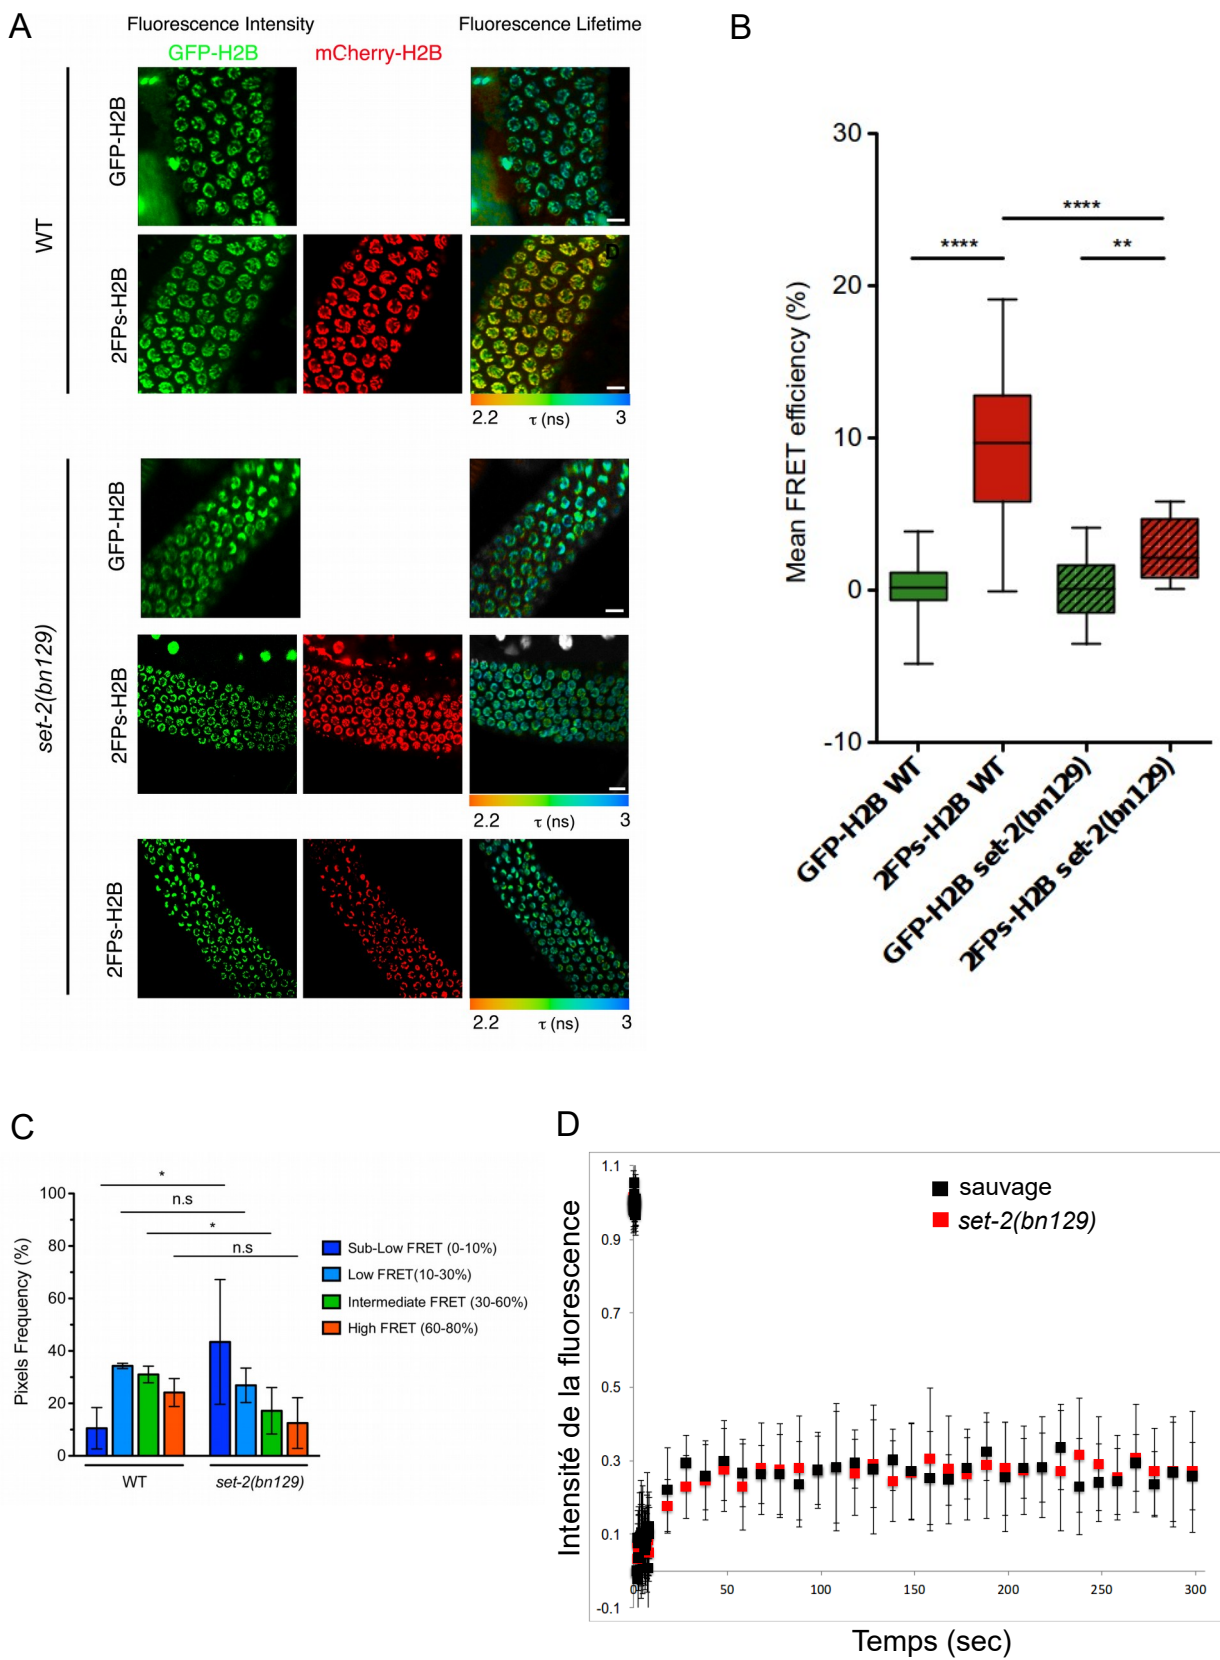 A
Fluorescence Intensity
Fluorescence Lifetime
GFP-H2B
mCherry-H2B
WT
GFP-H2B
2FPs-H2B
D
2.2 τ (ns) 3
set-2(bn129)
GFP-H2B
2FPs-H2B
2.2 τ (ns) 3
2FPs-H2B
2.2 τ (ns) 3
B
Mean FRET efficiency (%)
30
20
10
0
-10
****
****
**
GFP-H2B WT
2FPs-H2B WT
GFP-H2B set-2(bn129)
2FPs-H2B set-2(bn129)
C
Pixels Frequency (%)
100
80
60
40
20
0
*
n.s
*
n.s
Sub-Low FRET (0-10%)
Low FRET(10-30%)
Intermediate FRET (30-60%)
High FRET (60-80%)
WT
set-2(bn129)
D
Intensité de la fluorescence
1.1
0.9
0.7
0.5
0.3
0.1
-0.1
sauvage
set-2(bn129)
0 50 100 150 200 250 300
Temps (sec)